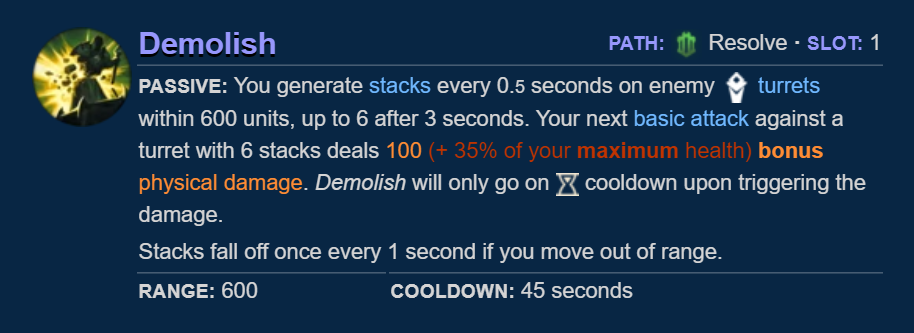 Demolish PATH: Resolve · SLOT: 1
PASSIVE: You generate stacks every 0.5 seconds on enemy turrets
within 600 units, up to 6 after 3 seconds. Your next basic attack against a
turret with 6 stacks deals 100 (+ 35% of your maximum health) bonus
physical damage. Demolish will only go on cooldown upon triggering the
damage.
Stacks fall off once every 1 second if you move out of range.
RANGE: 600 COOLDOWN: 45 seconds